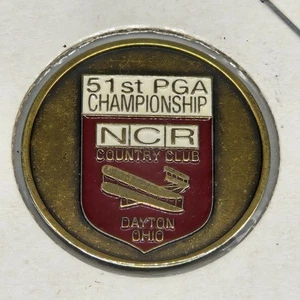 51st PGA
CHAMPIONSHIP
NCR
COUNTRY CLUB
DAYTON
OHIO